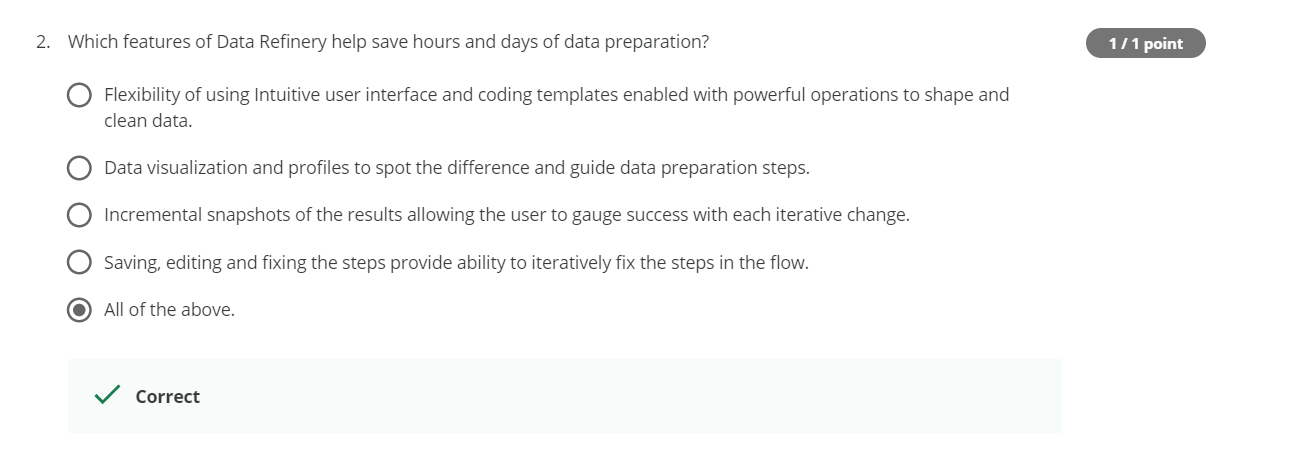 2. Which features of Data Refinery help save hours and days of data preparation?
1 / 1 point
Flexibility of using Intuitive user interface and coding templates enabled with powerful operations to shape and
clean data.
Data visualization and profiles to spot the difference and guide data preparation steps.
Incremental snapshots of the results allowing the user to gauge success with each iterative change.
Saving, editing and fixing the steps provide ability to iteratively fix the steps in the flow.
All of the above.
Correct